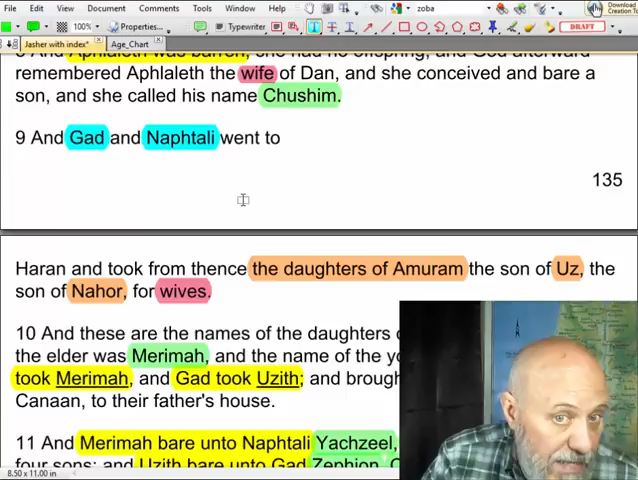 File Edit View Document Comments Tools Window Help
100% Properties... Typewriter DRAFT Download Creation To
zoba
Jasher with index* Age_Chart
remembered Aphlaleth the wife of Dan, and she conceived and bare a
son, and she called his name Chushim.
9 And Gad and Naphtali went to
135
Haran and took from thence the daughters of Amuram the son of Uz, the
son of Nahor, for wives.
10 And these are the names of the daughters
the elder was Merimah, and the name of the
took Merimah, and Gad took Uzith; and brough
Canaan, to their father's house.
11 And Merimah bare unto Naphtali Yachzeel,
four sons; and Uzith bare unto Gad Zephion,
8.50 x 11.00 in